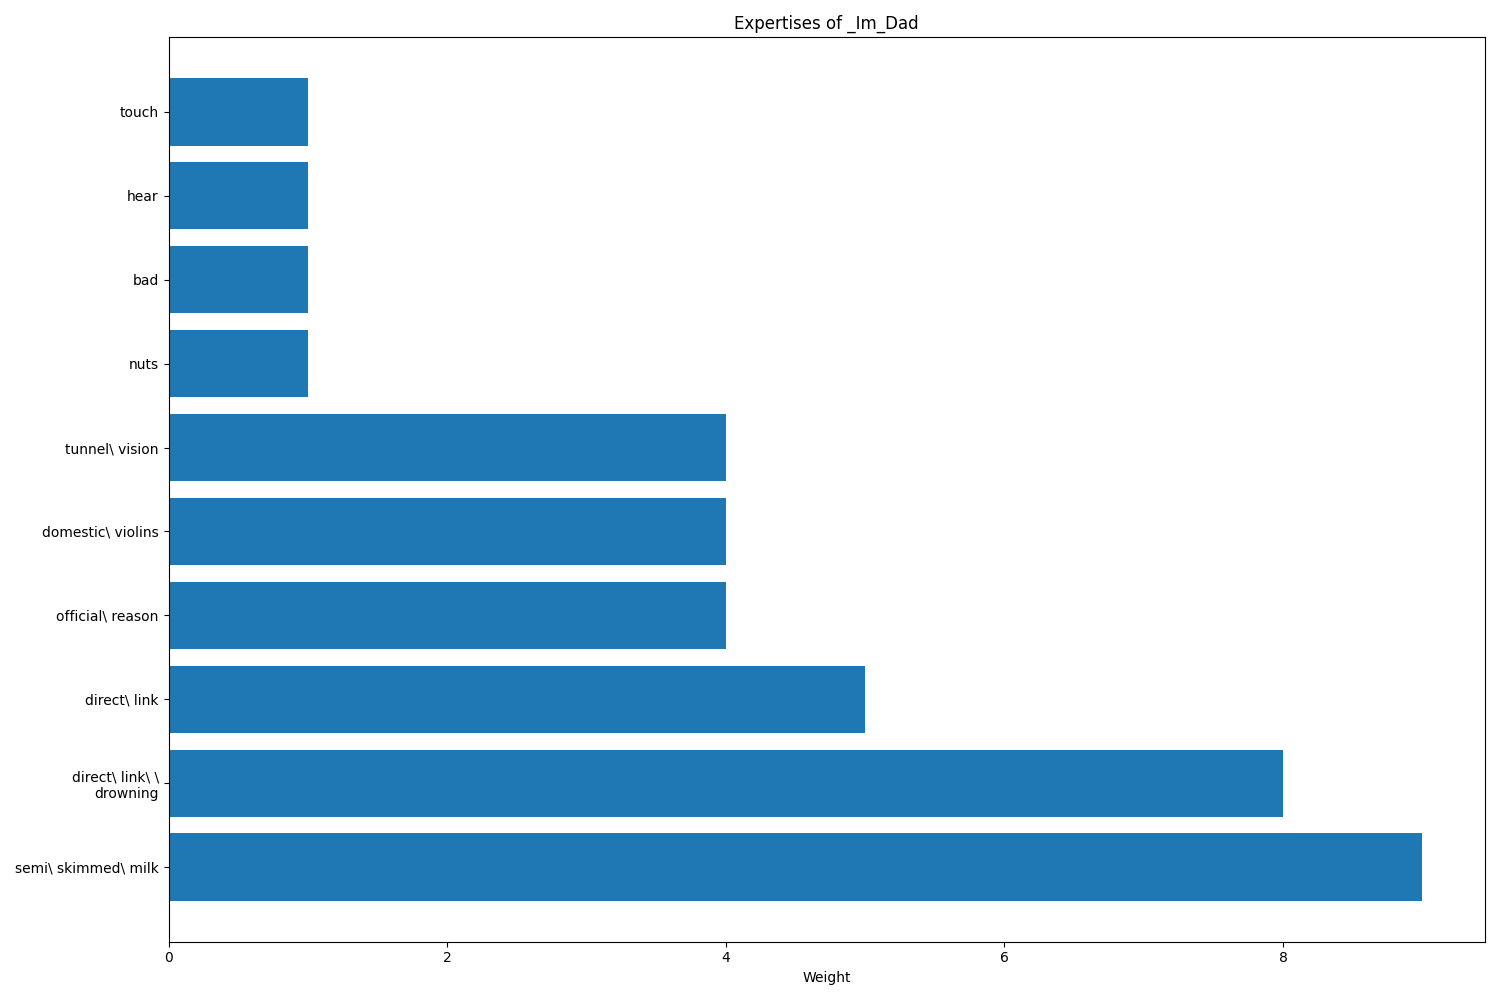 Expertises of _Im_Dad
touch
hear
bad
nuts
tunnel\ vision
domestic\ violins
official\ reason
direct\ link
direct\ link\ \
drowning
semi\ skimmed\ milk
0 2 4 6 8
Weight